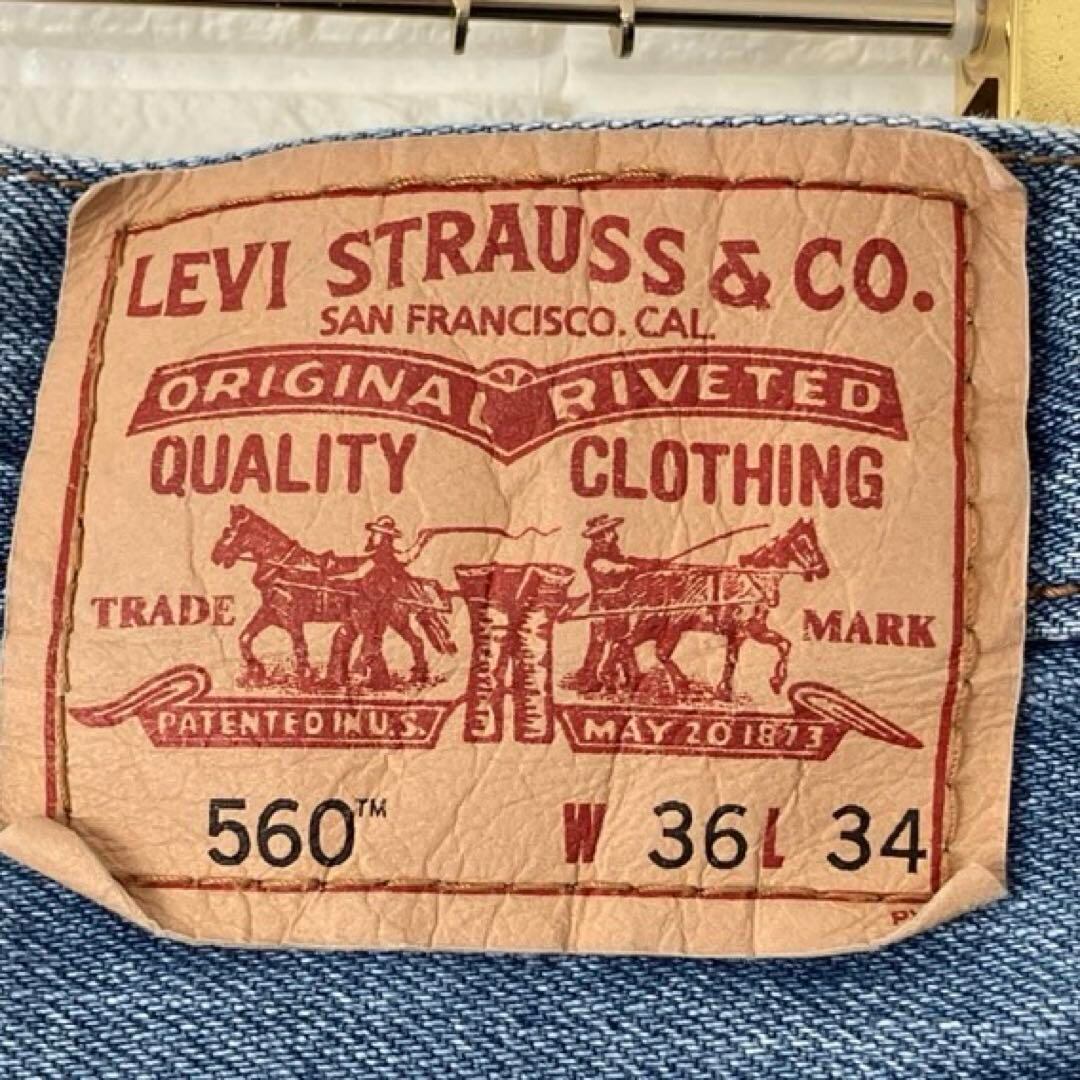 LEVI STRAUSS & CO.
SAN FRANCISCO. CAL.
ORIGINAL RIVETED
QUALITY CLOTHING
TRADE MARK
PATENTED IN U.S. MAY 20 1873
560™ W 36 L 34